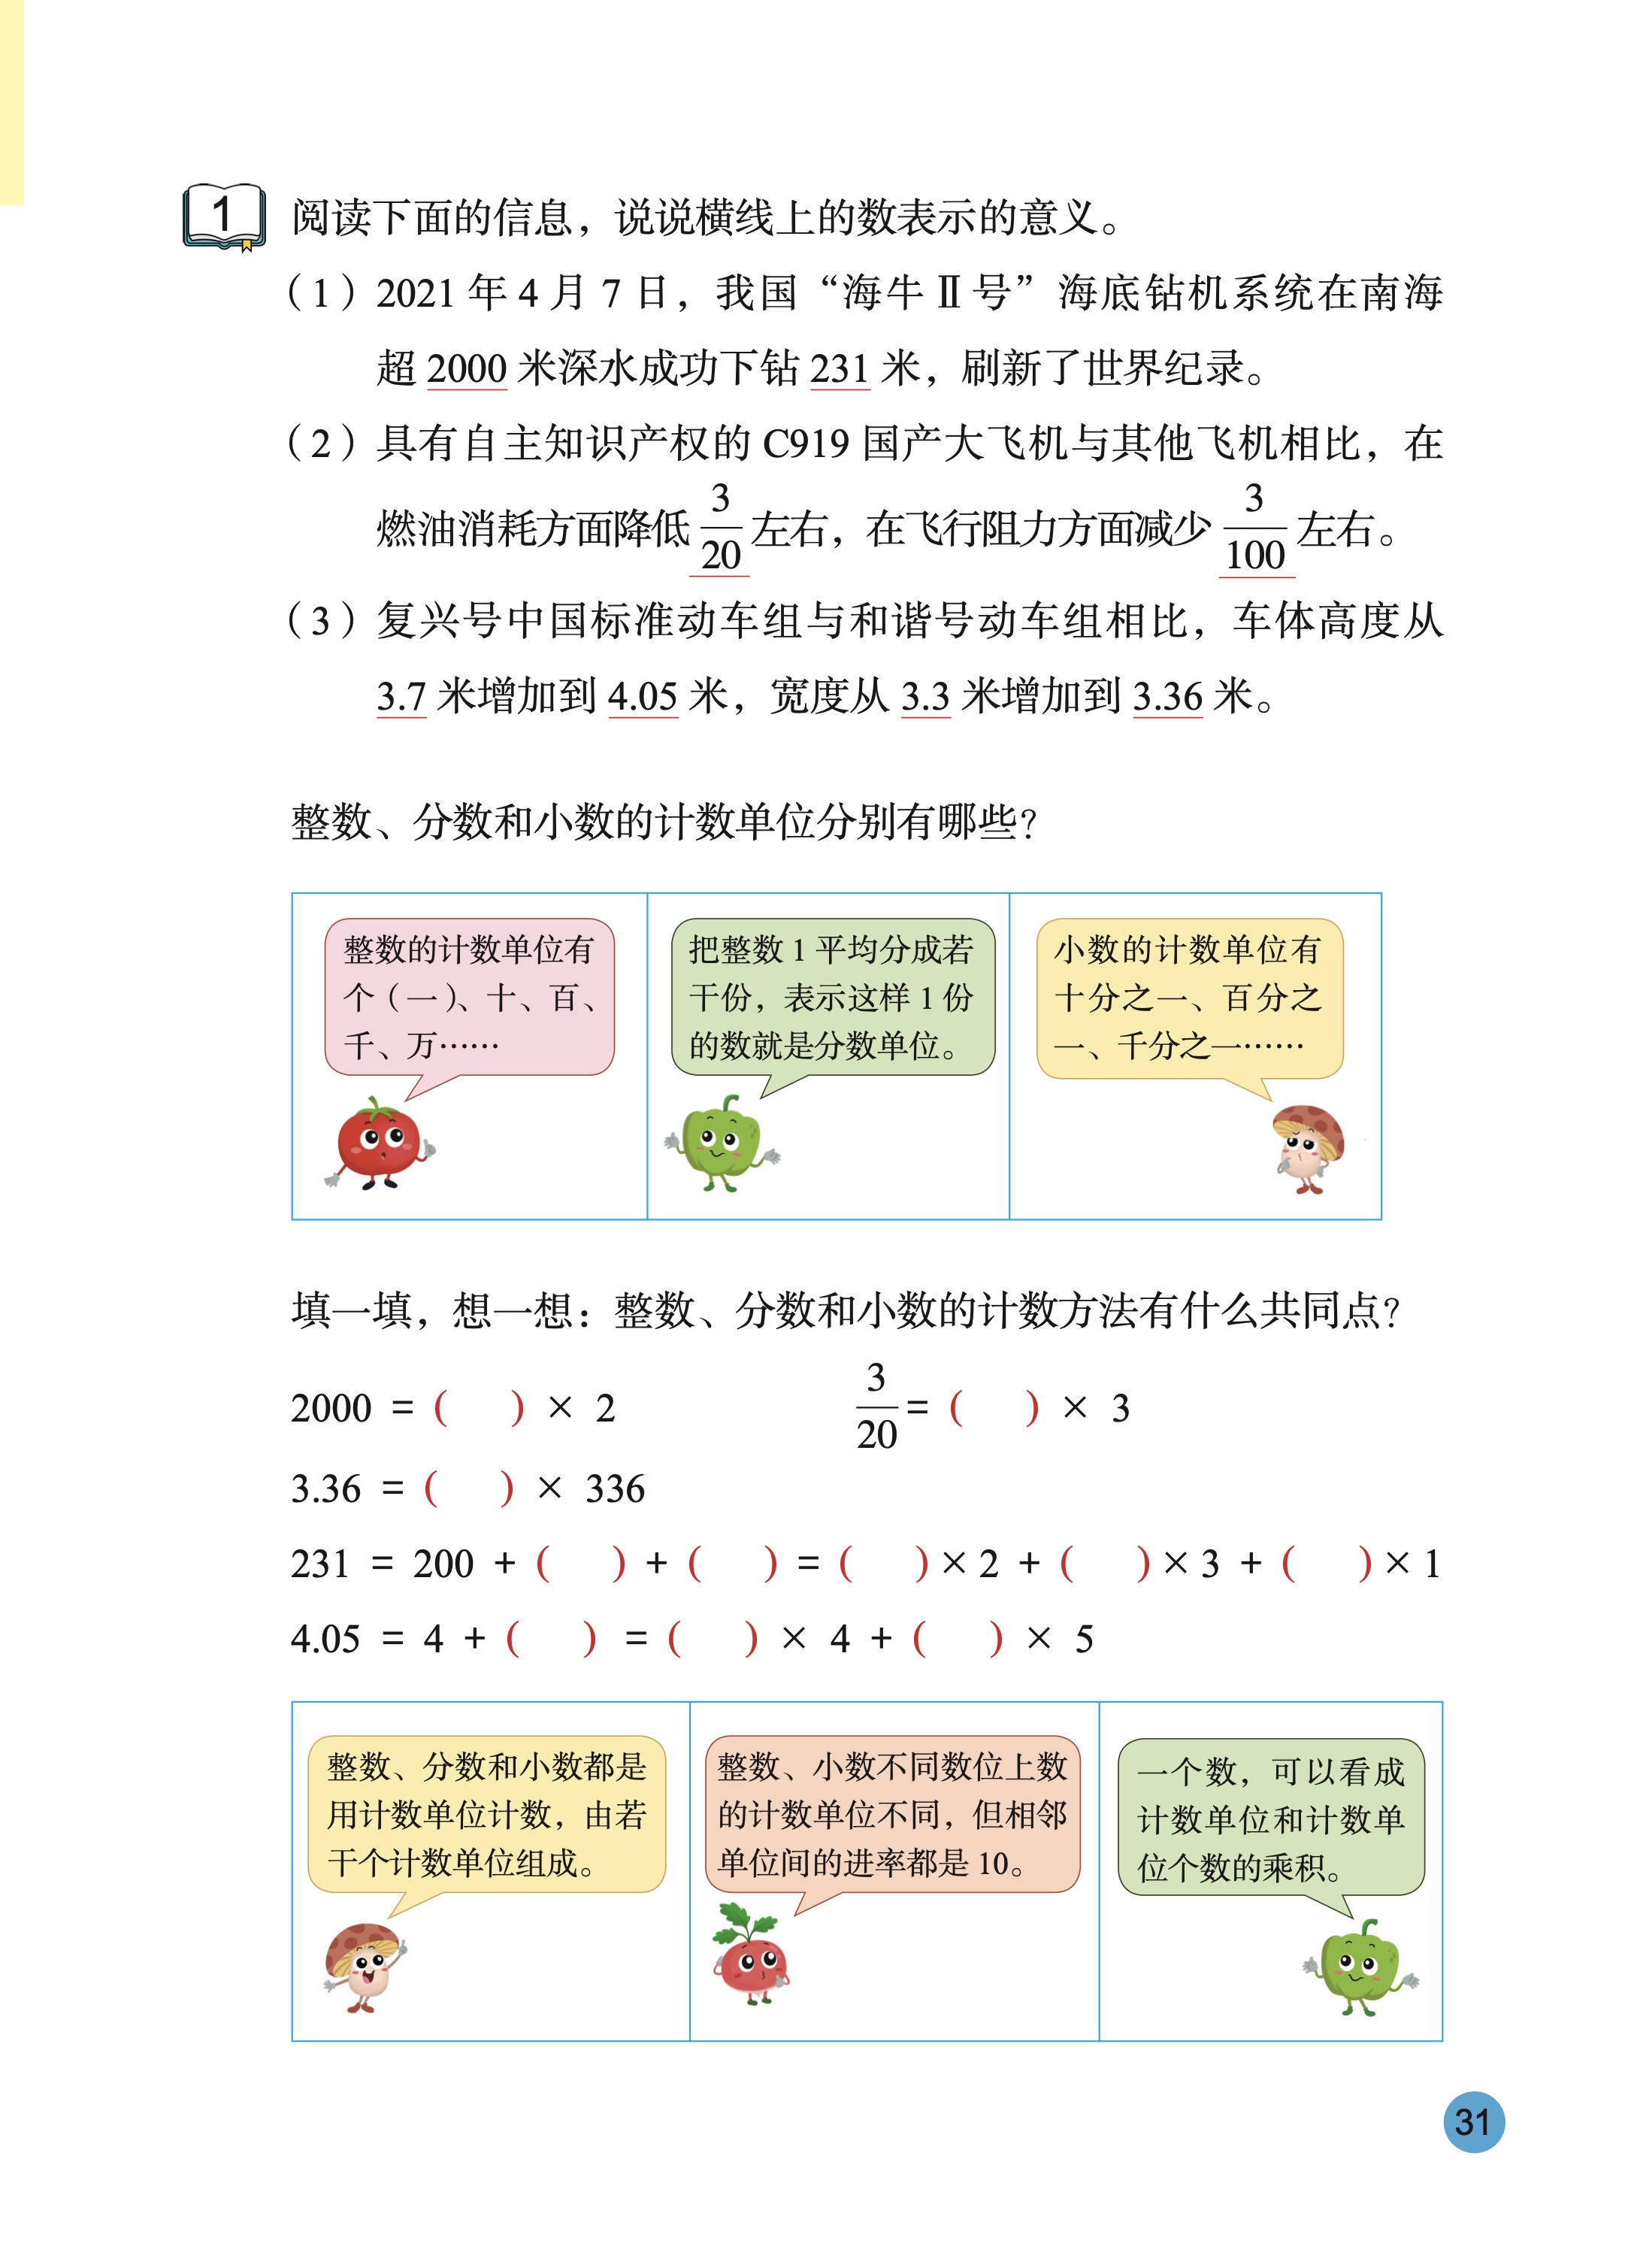 1 阅读下面的信息，说说横线上的数表示的意义。
（1）2021 年 4 月 7 日，我国“海牛Ⅱ号”海底钻机系统在南海
超 2000 米深水成功下钻 231 米，刷新了世界纪录。
（2）具有自主知识产权的 C919 国产大飞机与其他飞机相比，在
燃油消耗方面降低 3/20 左右，在飞行阻力方面减少 3/100 左右。
（3）复兴号中国标准动车组与和谐号动车组相比，车体高度从
3.7 米增加到 4.05 米，宽度从 3.3 米增加到 3.36 米。
整数、分数和小数的计数单位分别有哪些？
整数的计数单位有
个（一）、十、百、
千、万……
把整数 1 平均分成若
干份，表示这样 1 份
的数就是分数单位。
小数的计数单位有
十分之一、百分之
一、千分之一……
填一填，想一想：整数、分数和小数的计数方法有什么共同点？
2000 = (    ) × 2    3/20 = (    ) × 3
3.36 = (    ) × 336
231 = 200 + (    ) + (    ) = (    ) × 2 + (    ) × 3 + (    ) × 1
4.05 = 4 + (    ) = (    ) × 4 + (    ) × 5
整数、分数和小数都是
用计数单位计数，由若
干个计数单位组成。
整数、小数不同数位上数
的计数单位不同，但相邻
单位间的进率都是 10。
一个数，可以看成
计数单位和计数单
位个数的乘积。
31